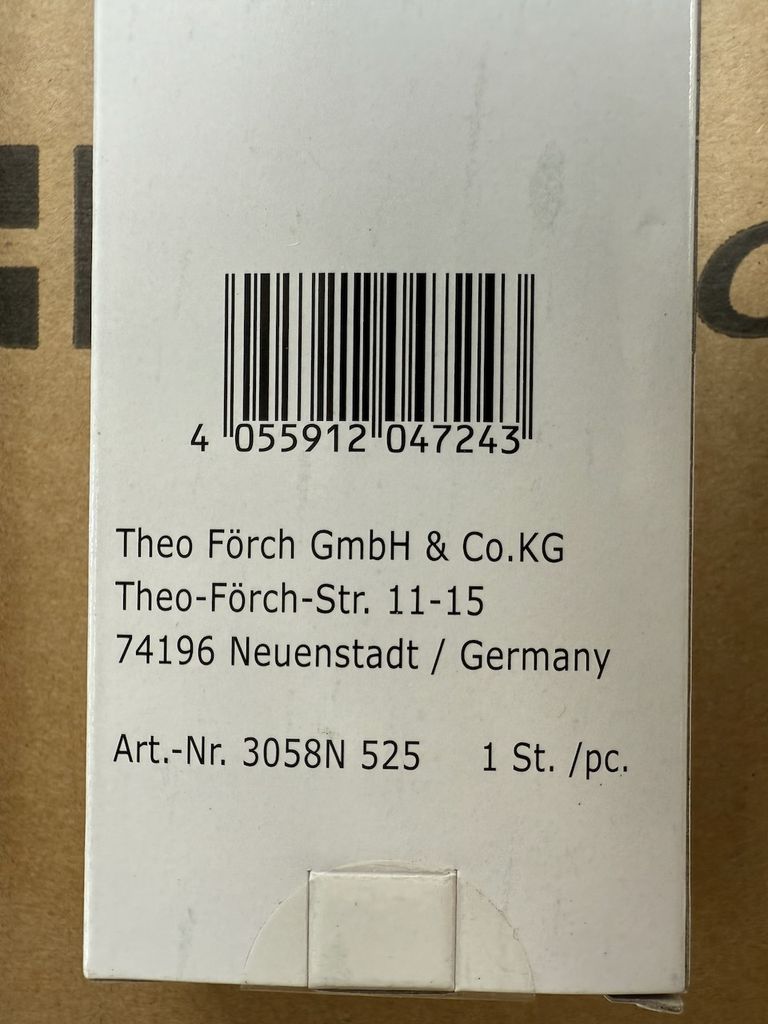 4 055912 047243
Theo Förch GmbH & Co.KG
Theo-Förch-Str. 11-15
74196 Neuenstadt / Germany
Art.-Nr. 3058N 525 1 St. /pc.